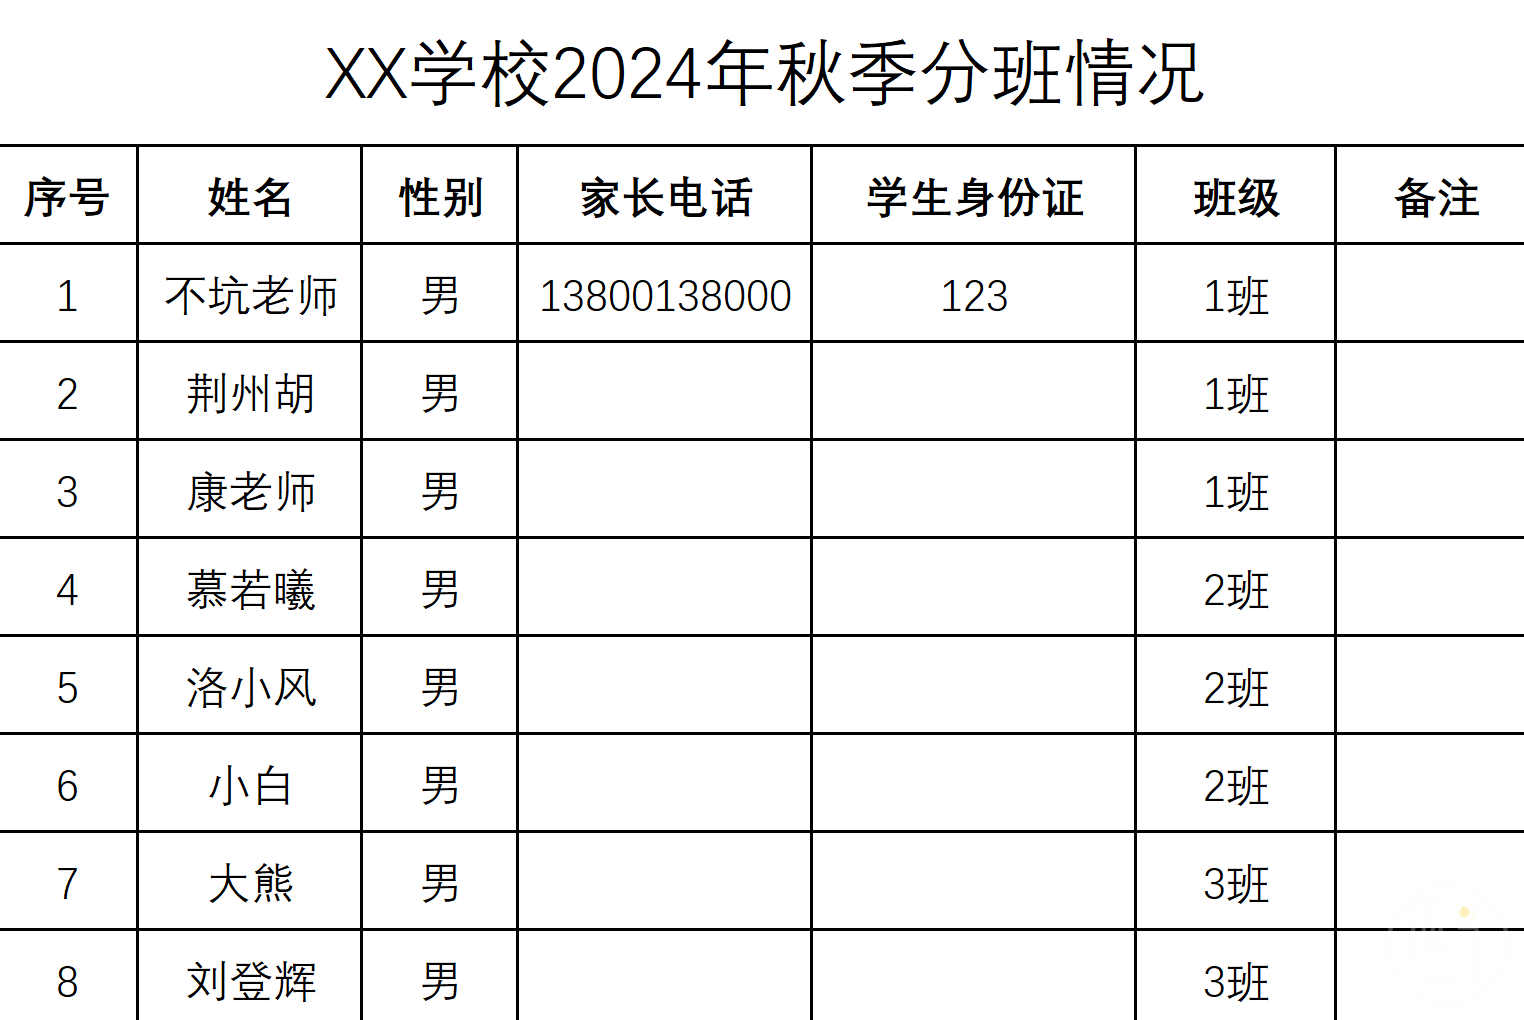 XX学校2024年秋季分班情况
序号 姓名 性别 家长电话 学生身份证 班级 备注
1 不坑老师 男 13800138000 123 1班
2 荆州胡 男 1班
3 康老师 男 1班
4 慕若曦 男 2班
5 洛小风 男 2班
6 小白 男 2班
7 大熊 男 3班
8 刘登辉 男 3班